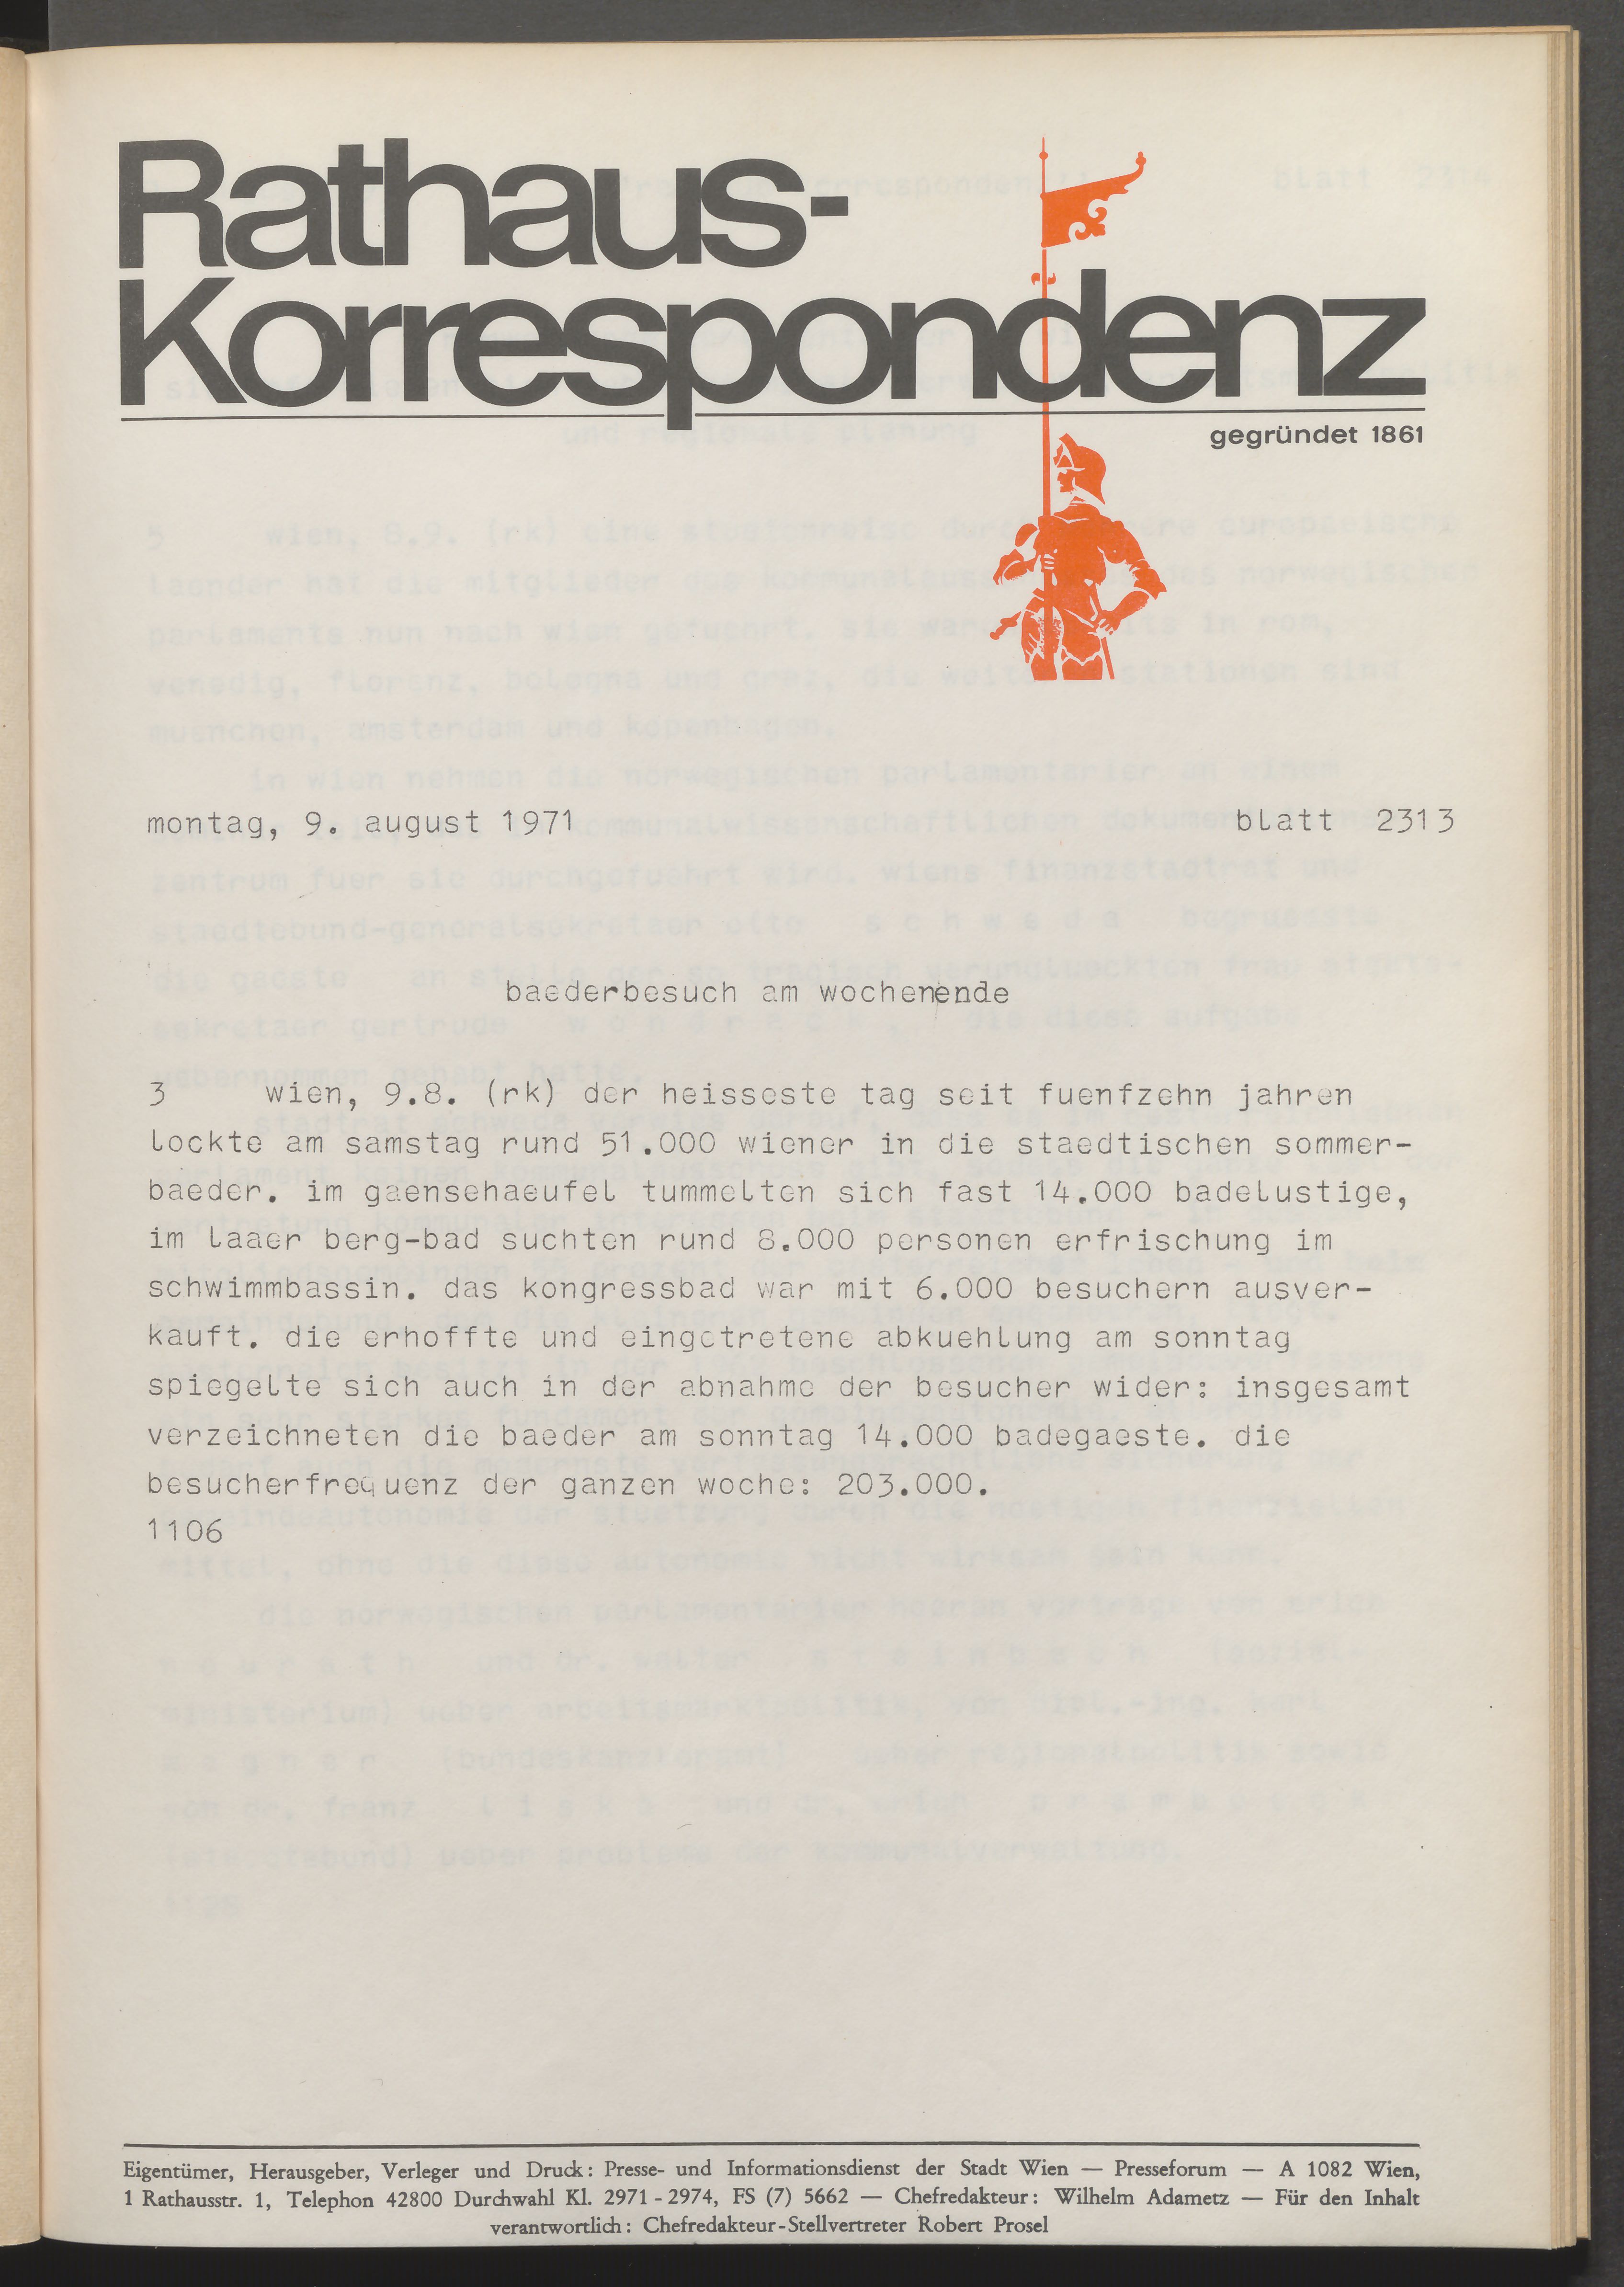 Rathaus-
Korrespondenz
gegründet 1861
montag, 9. august 1971 blatt 2313
baederbesuch am wochenende
3 wien, 9.8. (rk) der heisseste tag seit fuenfzehn jahren
lockte am samstag rund 51.000 wiener in die staedtischen sommer-
baeder. im gaensehaeufel tummelten sich fast 14.000 badelustige,
im laaer berg-bad suchten rund 8.000 personen erfrischung im
schwimmbassin. das kongressbad war mit 6.000 besuchern ausver-
kauft. die erhoffte und eingetretene abkuehlung am sonntag
spiegelte sich auch in der abnahme der besucher wider: insgesamt
verzeichneten die baeder am sonntag 14.000 badegaeste. die
besucherfrequenz der ganzen woche: 203.000.
1106
Eigentümer, Herausgeber, Verleger und Druck: Presse- und Informationsdienst der Stadt Wien — Presseforum — A 1082 Wien,
1 Rathausstr. 1, Telephon 42800 Durchwahl Kl. 2971 - 2974, FS (7) 5662 — Chefredakteur: Wilhelm Adametz — Für den Inhalt
verantwortlich: Chefredakteur-Stellvertreter Robert Prosel